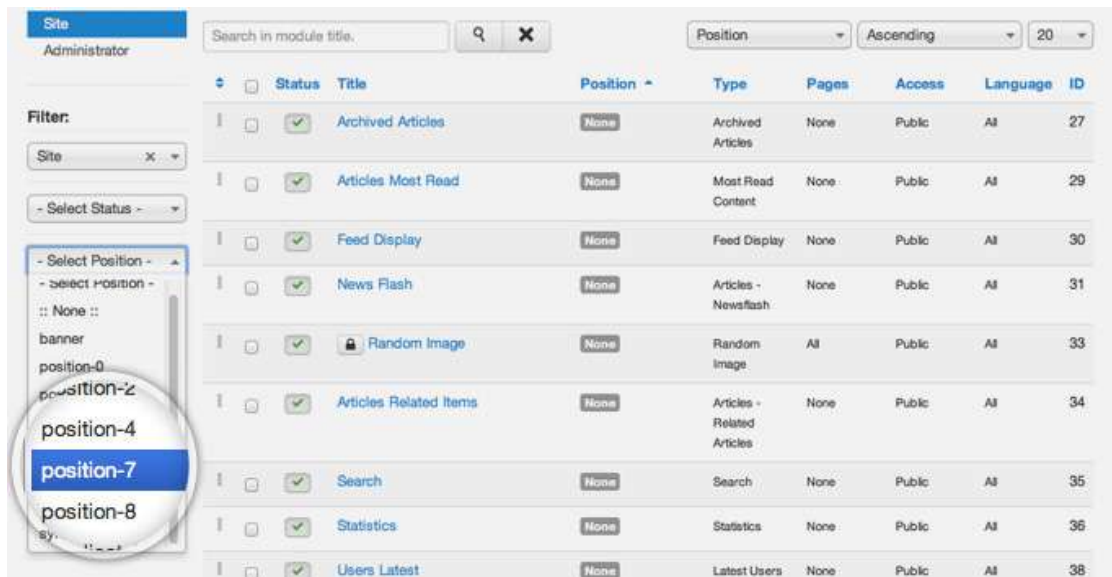 Site
Administrator
Search in module title.
Position
Ascending
20
Status Title Position Type Pages Access Language ID
Filter:
Site
- Select Status -
- Select Position -
- Select Position -
:: None ::
banner
position-0
position-2
position-4
position-7
position-8
Archived Articles None Archived Articles None Public All 27
Articles Most Read None Most Read Content None Public All 29
Feed Display None Feed Display None Public All 30
News Flash None Articles - Newsflash None Public All 31
Random Image None Random Image All Public All 33
Articles Related Items None Articles - Related Articles None Public All 34
Search None Search None Public All 35
Statistics None Statistics None Public All 36
Users Latest None Latest Users None Public All 38